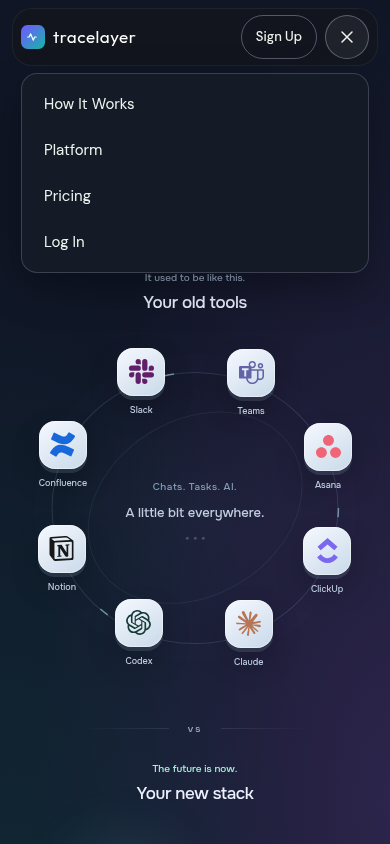 tracelayer
Sign Up
How It Works
Platform
Pricing
Log In
It used to be like this.
Your old tools
Slack
Teams
Confluence
Asana
Chats. Tasks. AI.
A little bit everywhere.
Notion
ClickUp
Codex
Claude
VS
The future is now.
Your new stack